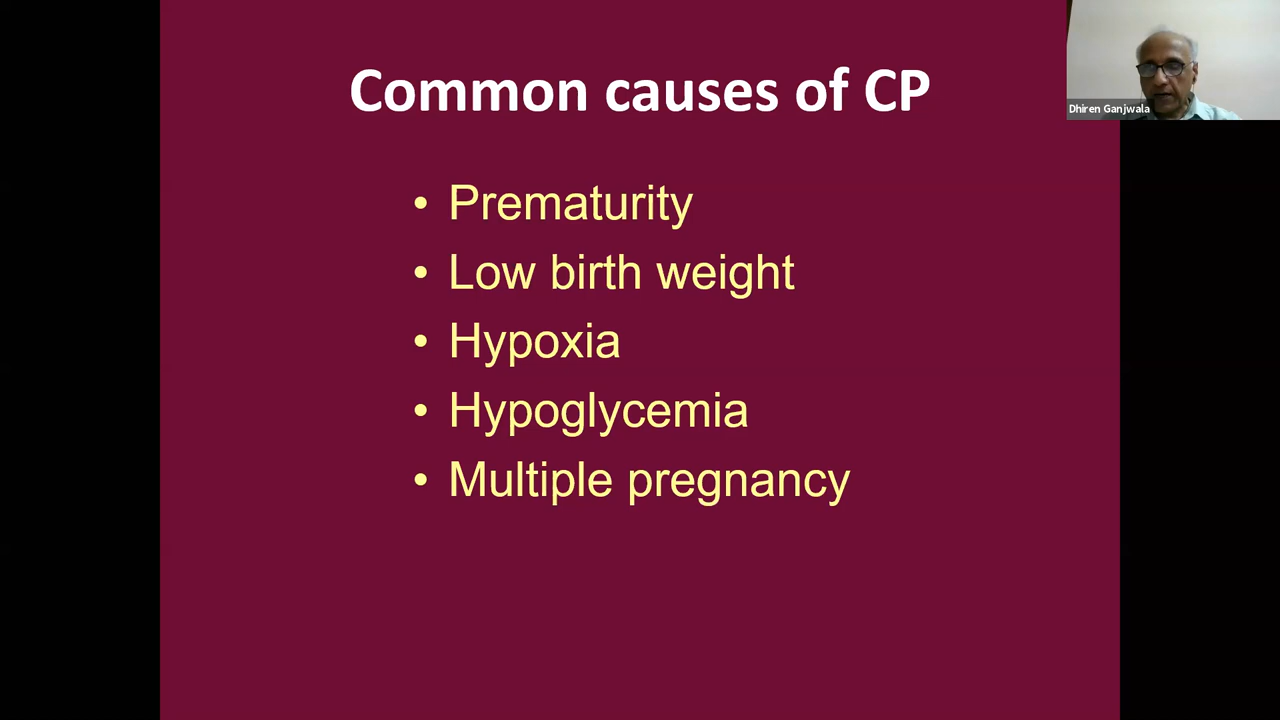 Common causes of CP
Dhiren Ganjwala
• Prematurity
• Low birth weight
• Hypoxia
• Hypoglycemia
• Multiple pregnancy